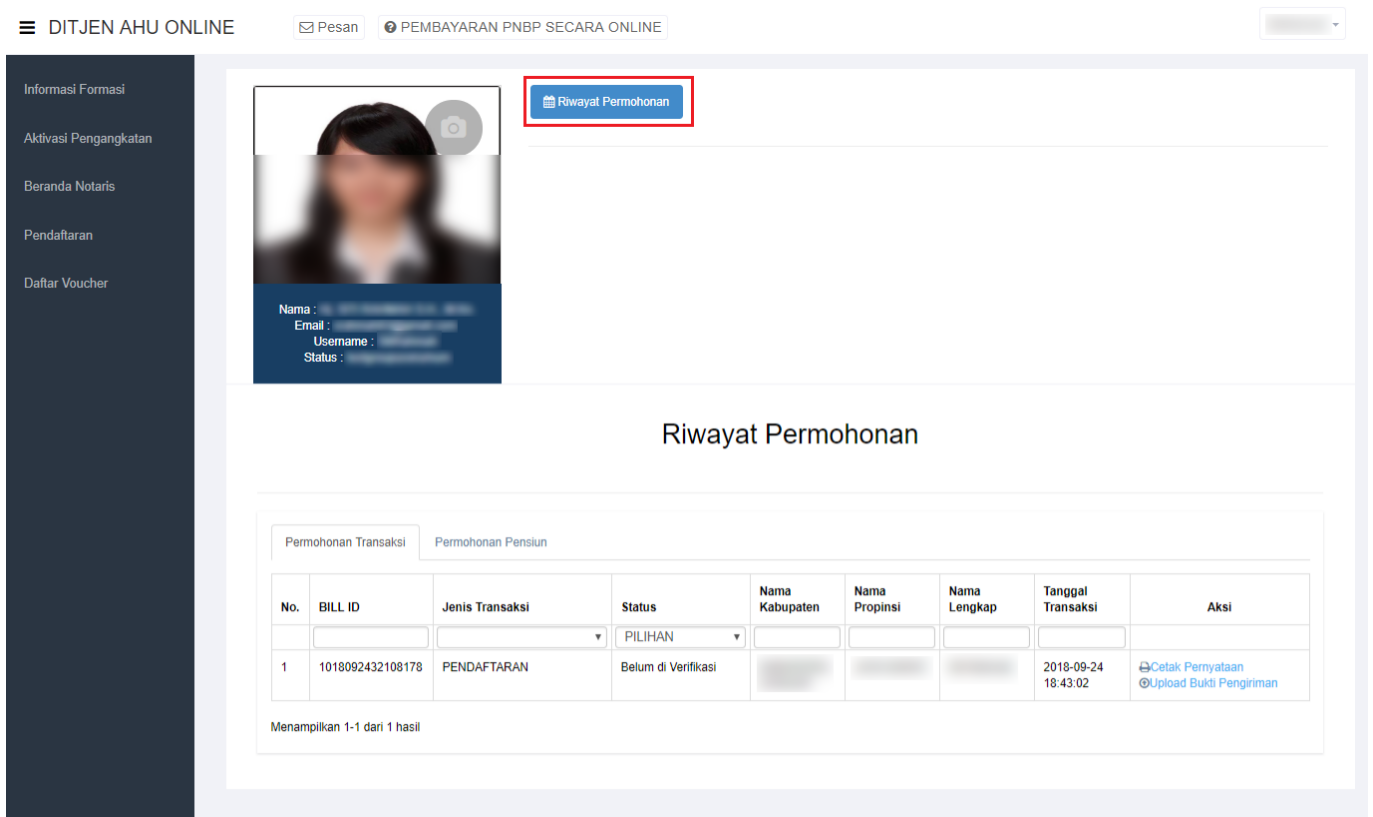 DITJEN AHU ONLINE
Pesan
PEMBAYARAN PNBP SECARA ONLINE
Informasi Formasi
Aktivasi Pengangkatan
Beranda Notaris
Pendaftaran
Daftar Voucher
Riwayat Permohonan
Nama :
Email :
Username :
Status :
Riwayat Permohonan
Permohonan Transaksi
Permohonan Pensiun
No. BILL ID Jenis Transaksi Status Nama Kabupaten Nama Propinsi Nama Lengkap Tanggal Transaksi Aksi
PILIHAN
1 1018092432108178 PENDAFTARAN Belum di Verifikasi 2018-09-24 18:43:02 Cetak Pernyataan
Upload Bukti Pengiriman
Menampilkan 1-1 dari 1 hasil